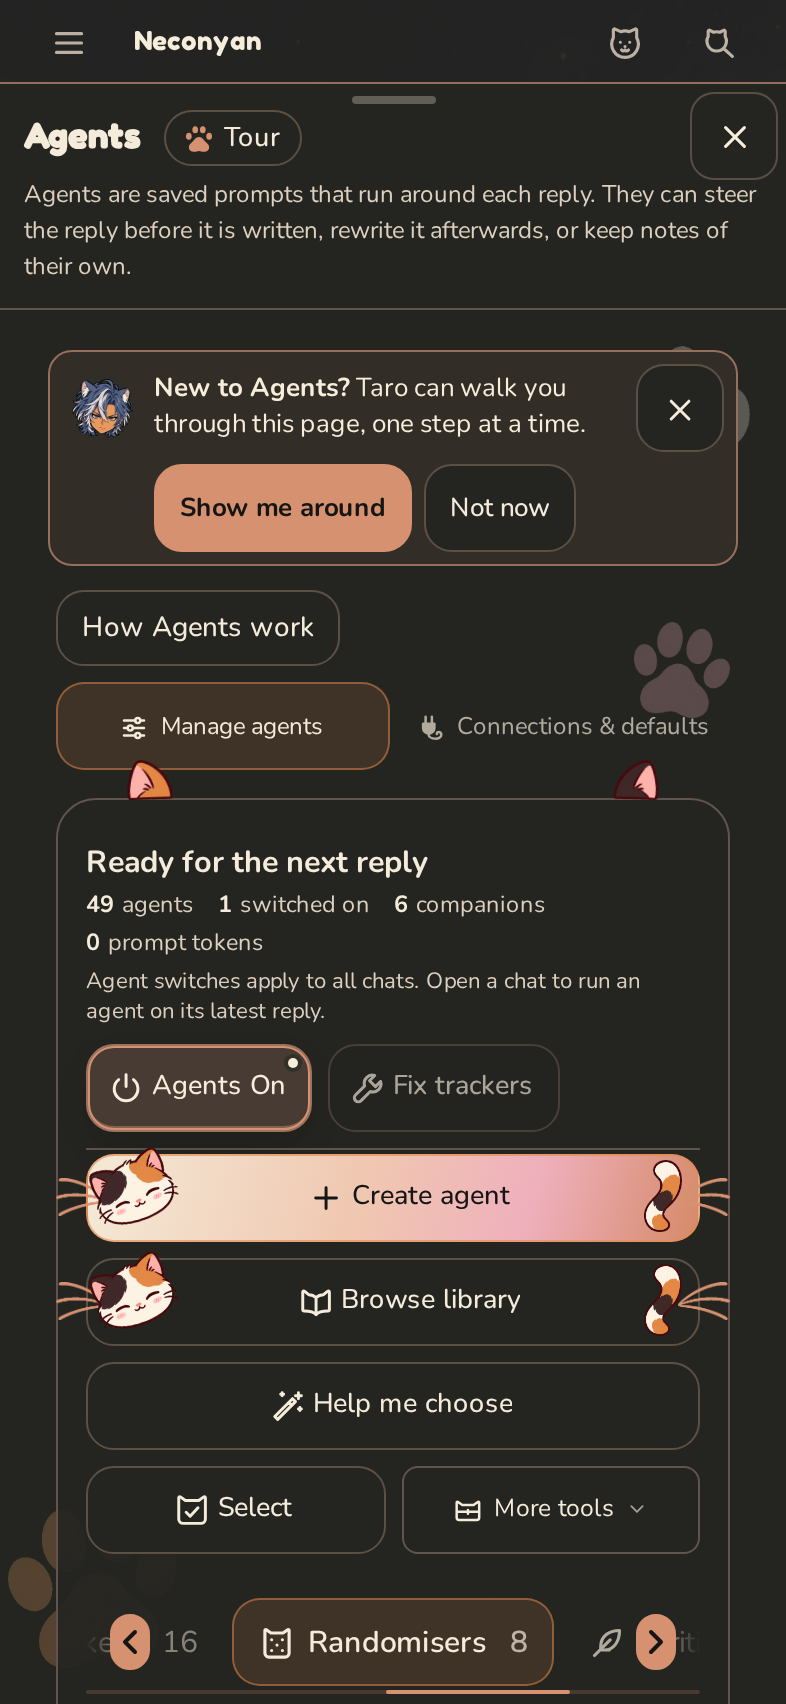 Neconyan
Agents
Tour
Agents are saved prompts that run around each reply. They can steer
the reply before it is written, rewrite it afterwards, or keep notes of
their own.
New to Agents? Taro can walk you
through this page, one step at a time.
Show me around
Not now
How Agents work
Manage agents
Connections & defaults
Ready for the next reply
49 agents 1 switched on 6 companions
0 prompt tokens
Agent switches apply to all chats. Open a chat to run an
agent on its latest reply.
Agents On
Fix trackers
Create agent
Browse library
Help me choose
Select
More tools
16
Randomisers 8